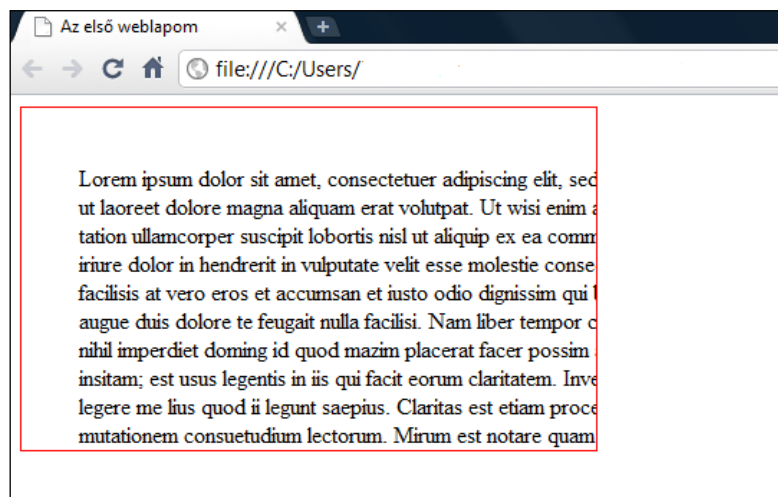 Az első weblapom
file:///C:/Users/
Lorem ipsum dolor sit amet, consectetuer adipiscing elit, sed
ut laoreet dolore magna aliquam erat volutpat. Ut wisi enim
tation ullamcorper suscipit lobortis nisl ut aliquip ex ea comm
iriure dolor in hendrerit in vulputate velit esse molestie conse
facilisis at vero eros et accumsan et iusto odio dignissim qui
augue duis dolore te feugait nulla facilisi. Nam liber tempor c
nihil imperdiet doming id quod mazim placerat facer possim
insitam; est usus legentis in iis qui facit eorum claritatem. Inve
legere me lius quod ii legunt saepius. Claritas est etiam proce
mutationem consuetudium lectorum. Mirum est notare quam